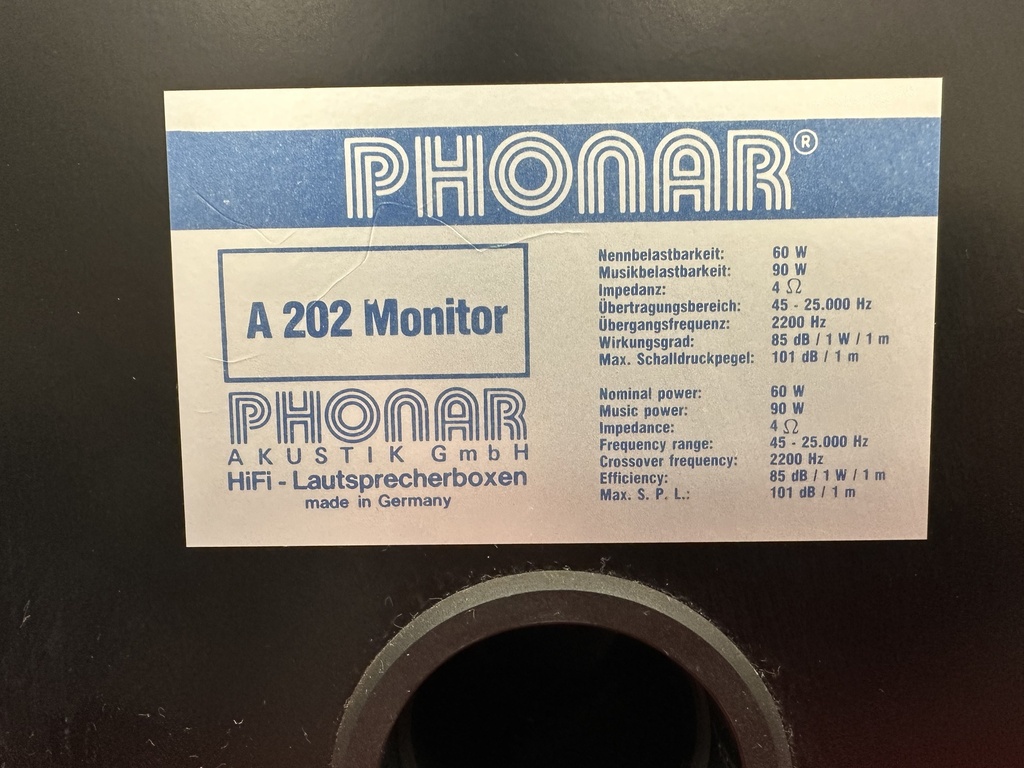 PHONAR®
A 202 Monitor
PHONAR
AKUSTIK GmbH
HiFi - Lautsprecherboxen
made in Germany
Nennbelastbarkeit: 60 W
Musikbelastbarkeit: 90 W
Impedanz: 4 Ω
Übertragungsbereich: 45 - 25.000 Hz
Übergangsfrequenz: 2200 Hz
Wirkungsgrad: 85 dB / 1 W / 1 m
Max. Schalldruckpegel: 101 dB / 1 m
Nominal power: 60 W
Music power: 90 W
Impedance: 4 Ω
Frequency range: 45 - 25.000 Hz
Crossover frequency: 2200 Hz
Efficiency: 85 dB / 1 W / 1 m
Max. S. P. L.: 101 dB / 1 m